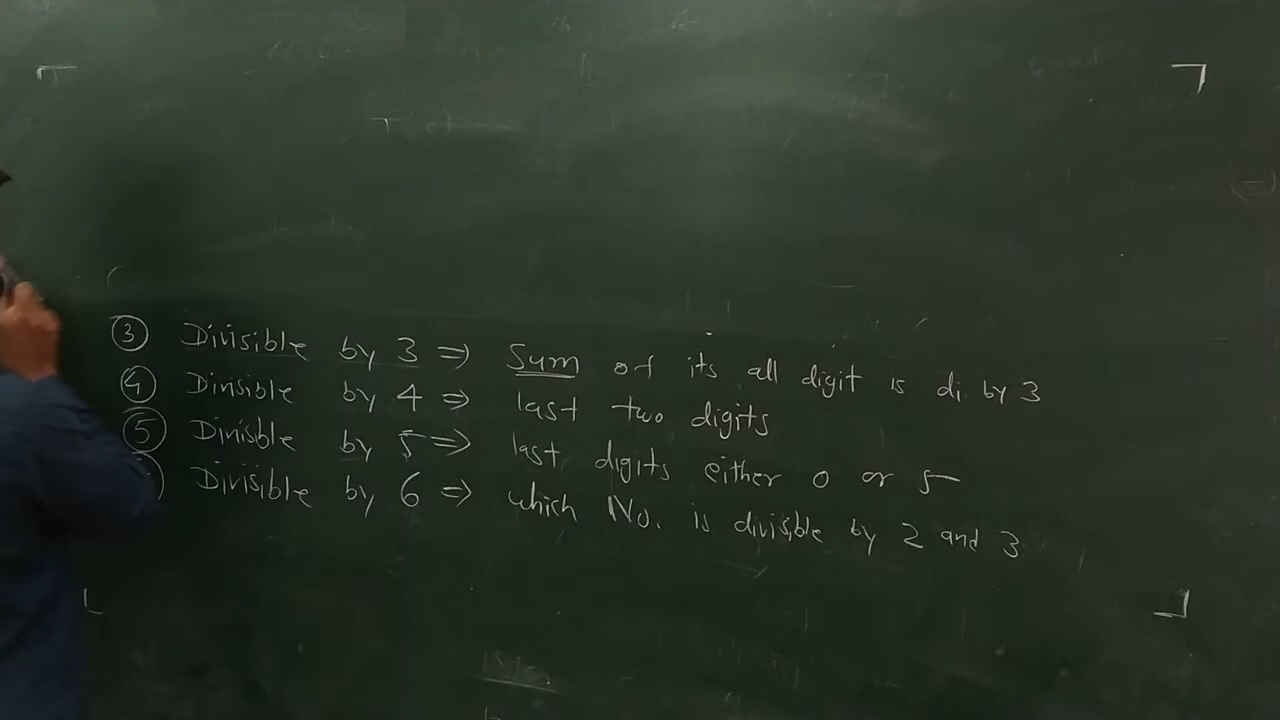 ③ Divisible by 3 ⇒ Sum of its all digit is di. by 3
④ Divisible by 4 ⇒ last two digits
⑤ Divisible by 5 ⇒ last digits either 0 or 5
Divisible by 6 ⇒ which No. is divisible by 2 and 3